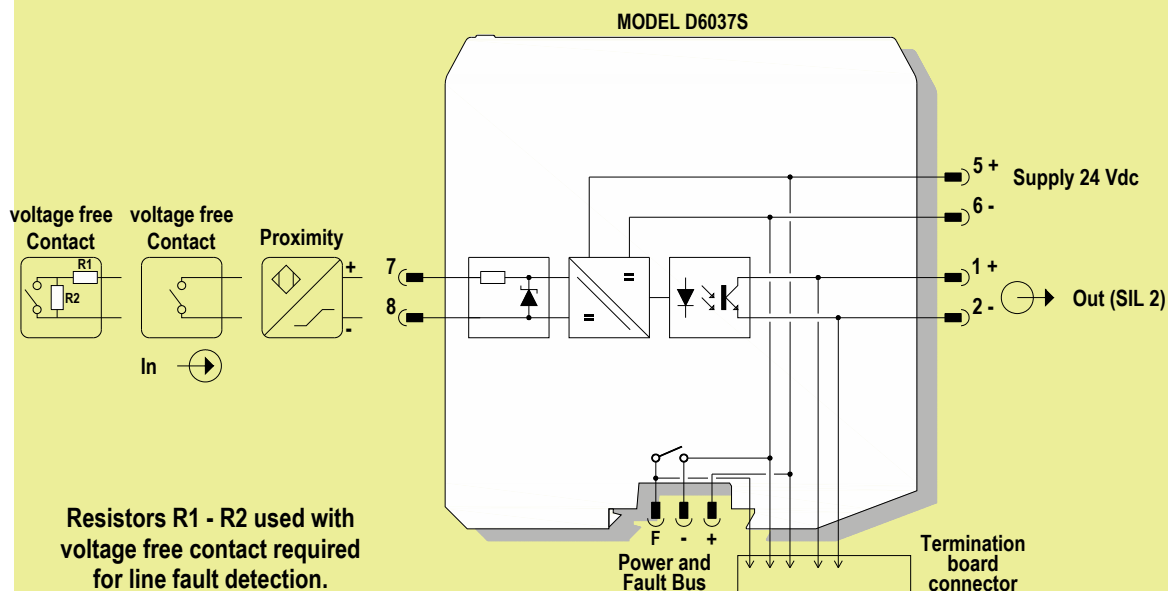 MODEL D6037S
5 +
Supply 24 Vdc
6 -
voltage free
Contact
voltage free
Contact
Proximity
R1
R2
+
-
7
8
1 +
2 -
Out (SIL 2)
In
Resistors R1 - R2 used with
voltage free contact required
for line fault detection.
F - +
Power and
Fault Bus
Termination
board
connector